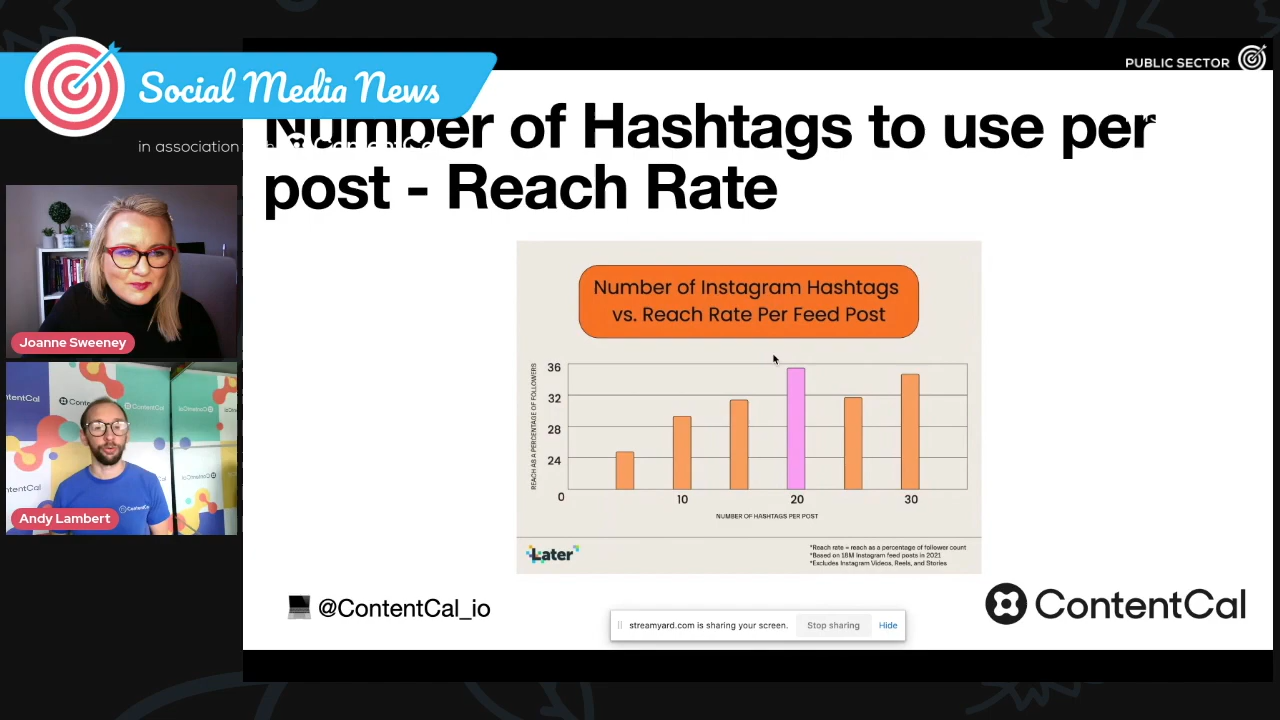 PUBLIC SECTOR
Social Media News
in association
Number of Hashtags to use per
post - Reach Rate
Number of Instagram Hashtags
vs. Reach Rate Per Feed Post
REACH AS A PERCENTAGE OF FOLLOWERS
36
32
28
24
0
10
20
30
NUMBER OF HASHTAGS PER POST
Later
*Reach rate = reach as a percentage of follower count
*Based on 18M Instagram feed posts in 2021
*Excludes Instagram Videos, Reels, and Stories
Joanne Sweeney
ContentCal
ContentCal
Andy Lambert
@ContentCal_io
ContentCal
streamyard.com is sharing your screen.
Stop sharing
Hide